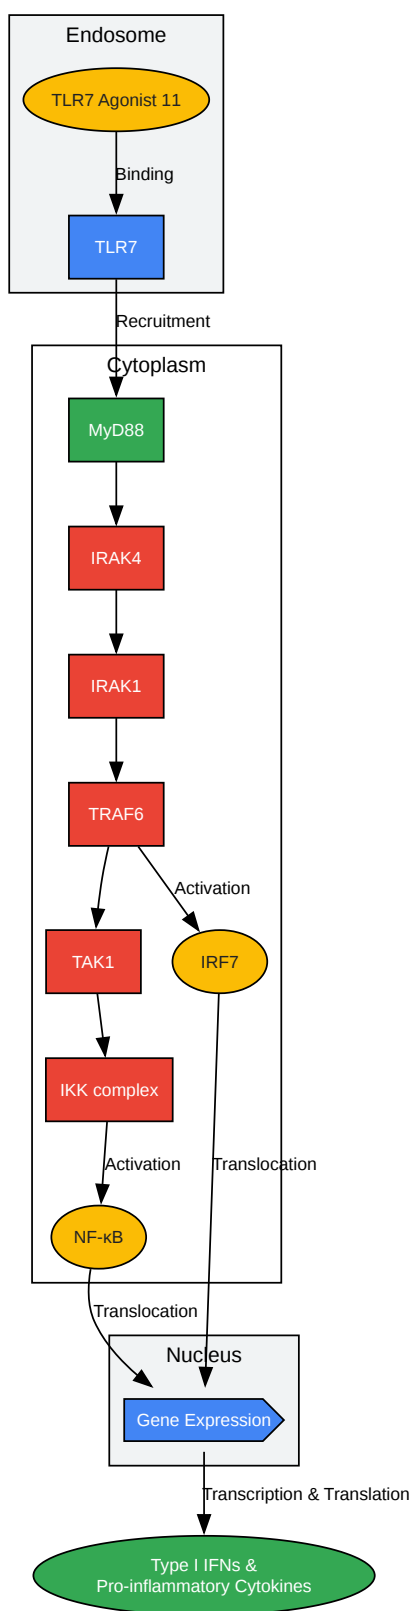 Endosome
TLR7 Agonist 11
Binding
TLR7
Recruitment
Cytoplasm
MyD88
IRAK4
IRAK1
TRAF6
Activation
TAK1
IRF7
IKK complex
Activation
Translocation
NF-κB
Translocation
Nucleus
Gene Expression
Transcription & Translation
Type I IFNs &
Pro-inflammatory Cytokines